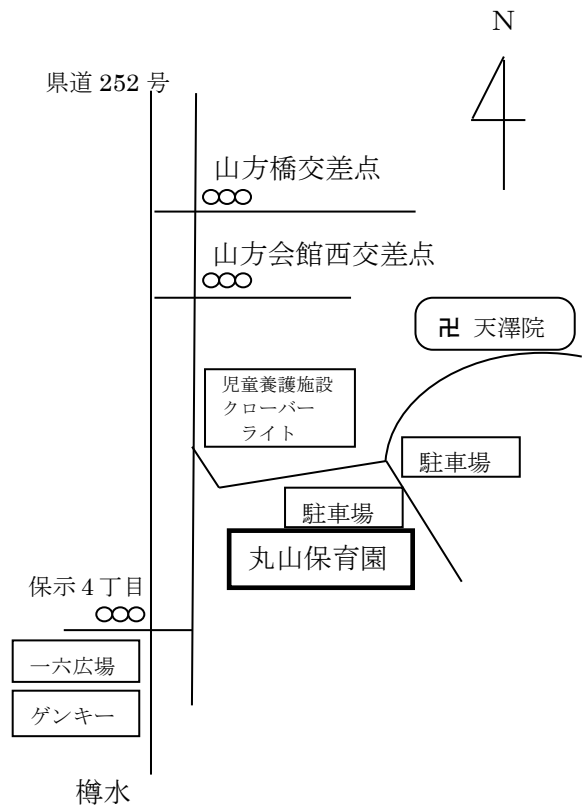 N
県道252号
山方橋交差点
山方会館西交差点
卍 天澤院
児童養護施設
クローバー
ライト
駐車場
駐車場
丸山保育園
保示4丁目
一六広場
ゲンキー
樽水